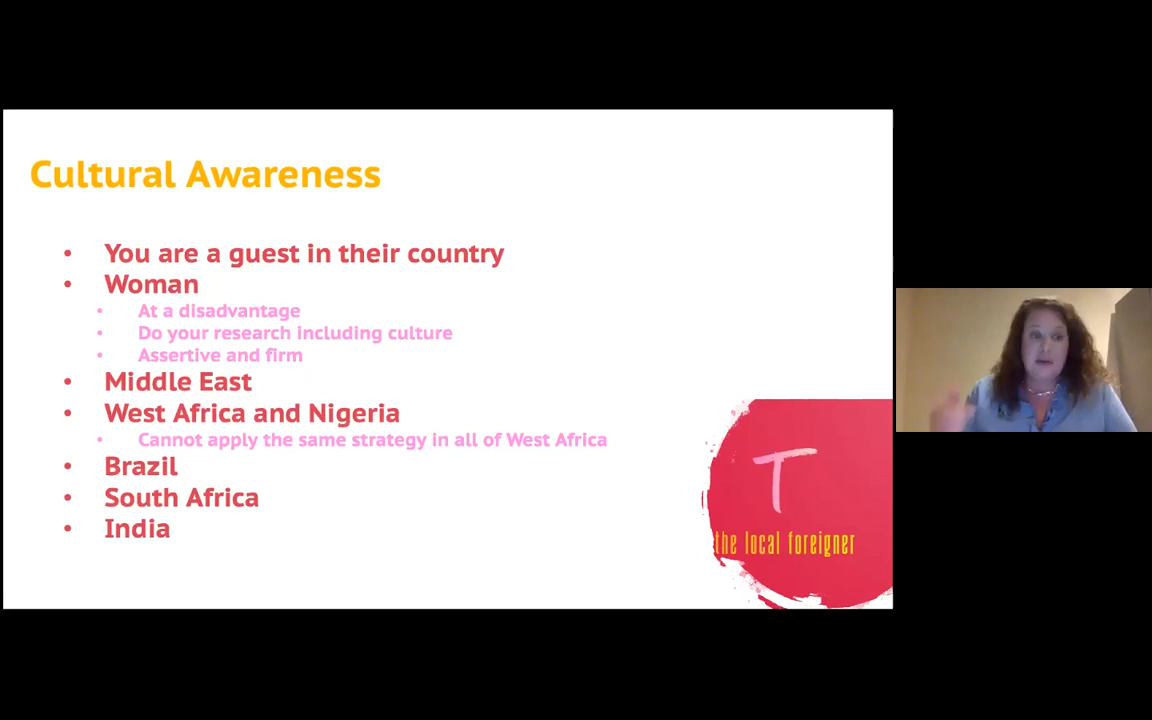 Cultural Awareness
• You are a guest in their country
• Woman
• At a disadvantage
• Do your research including culture
• Assertive and firm
• Middle East
• West Africa and Nigeria
• Cannot apply the same strategy in all of West Africa
• Brazil
• South Africa
• India
T
the local foreigner